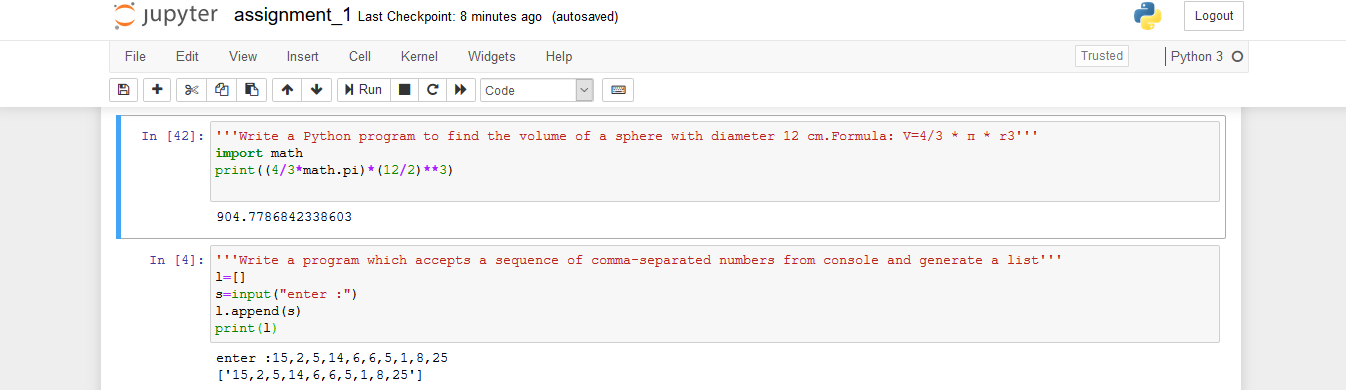 jupyter assignment_1 Last Checkpoint: 8 minutes ago (autosaved) Logout
File Edit View Insert Cell Kernel Widgets Help Trusted Python 3
Run Code
In [42]: '''Write a Python program to find the volume of a sphere with diameter 12 cm.Formula: V=4/3 * π * r3'''
import math
print((4/3*math.pi)*(12/2)**3)
904.7786842338603
In [4]: '''Write a program which accepts a sequence of comma-separated numbers from console and generate a list'''
l=[]
s=input("enter :")
l.append(s)
print(l)
enter :15,2,5,14,6,6,5,1,8,25
['15,2,5,14,6,6,5,1,8,25']